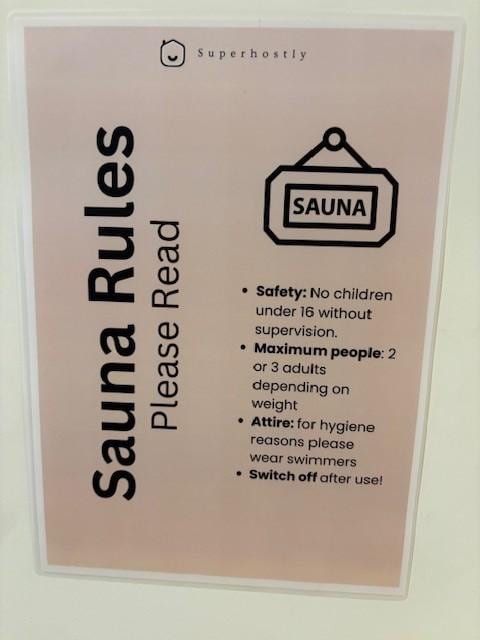 Superhostly
Sauna Rules
Please Read
SAUNA
• Safety: No children
under 16 without
supervision.
• Maximum people: 2
or 3 adults
depending on
weight
• Attire: for hygiene
reasons please
wear swimmers
• Switch off after use!